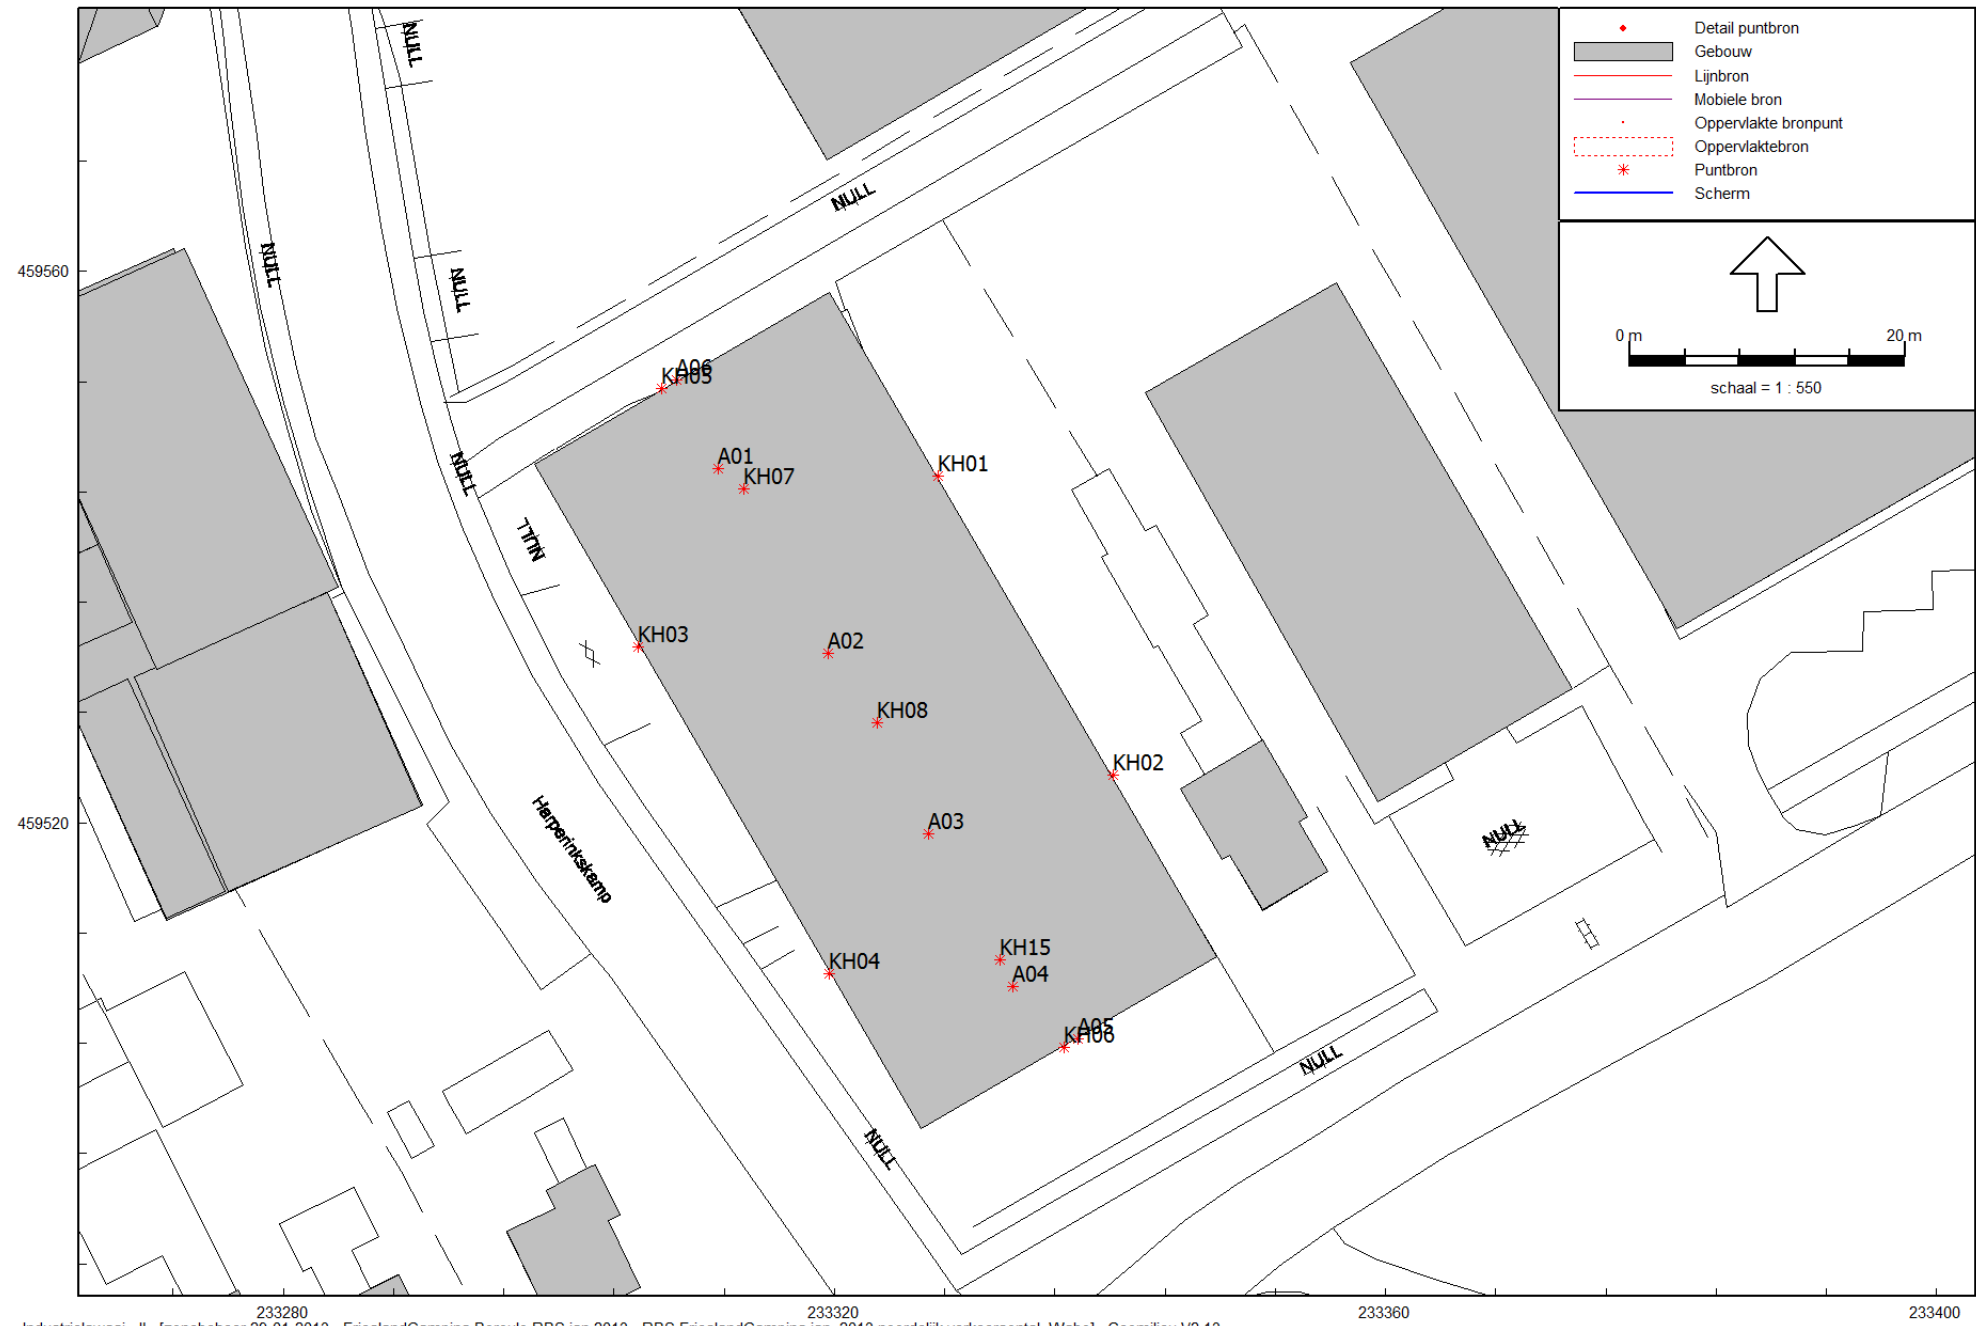 Detail puntbron
Gebouw
Lijnbron
Mobiele bron
Oppervlakte bronpunt
Oppervlaktebron
Puntbron
Scherm
0 m
20 m
schaal = 1 : 550
NULL
NULL
NULL
459560
NULL
A06
KH05
A01
KH07
KH01
NULL
NULL
KH03
A02
KH08
KH02
459520
A03
NULL
Harperinkskamp
KH04
KH15
A04
A05
KH06
NULL
NULL
233280
233320
233360
233400